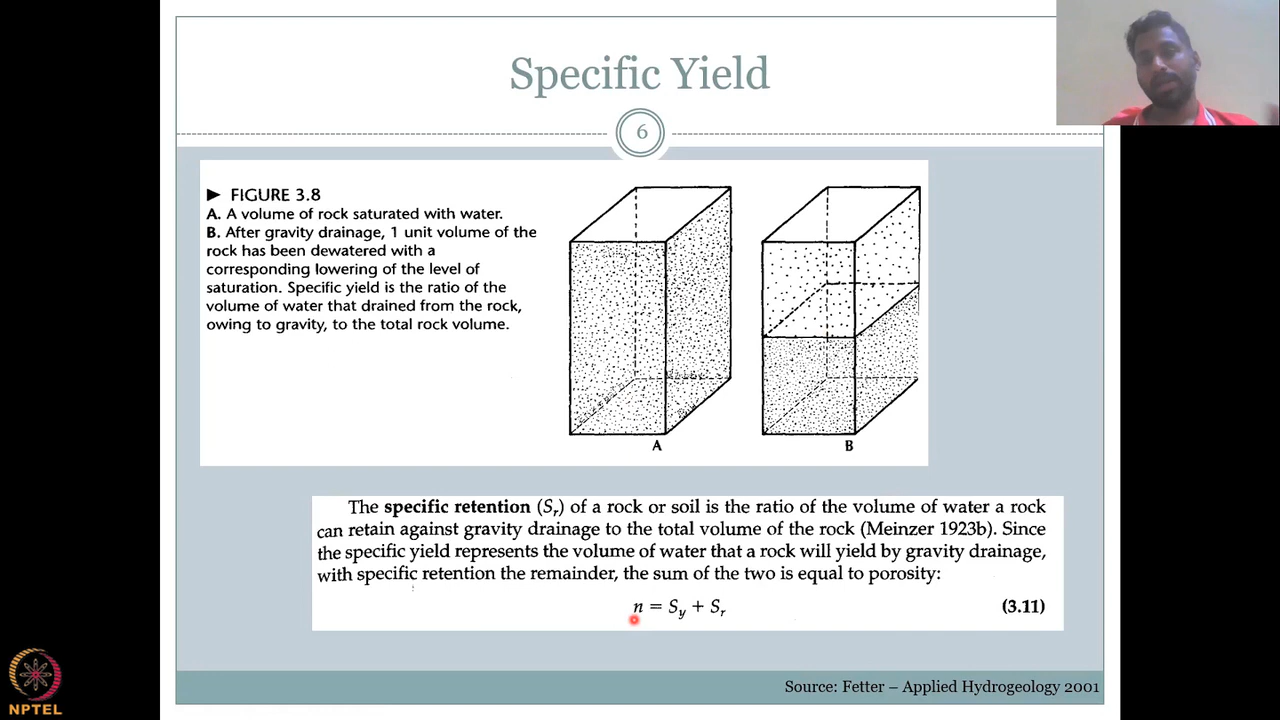 Specific Yield
6
► FIGURE 3.8
A. A volume of rock saturated with water.
B. After gravity drainage, 1 unit volume of the
rock has been dewatered with a
corresponding lowering of the level of
saturation. Specific yield is the ratio of the
volume of water that drained from the rock,
owing to gravity, to the total rock volume.
A
B
The specific retention (Sᵣ) of a rock or soil is the ratio of the volume of water a rock
can retain against gravity drainage to the total volume of the rock (Meinzer 1923b). Since
the specific yield represents the volume of water that a rock will yield by gravity drainage,
with specific retention the remainder, the sum of the two is equal to porosity:
n = Sy + Sᵣ (3.11)
Source: Fetter – Applied Hydrogeology 2001
NPTEL